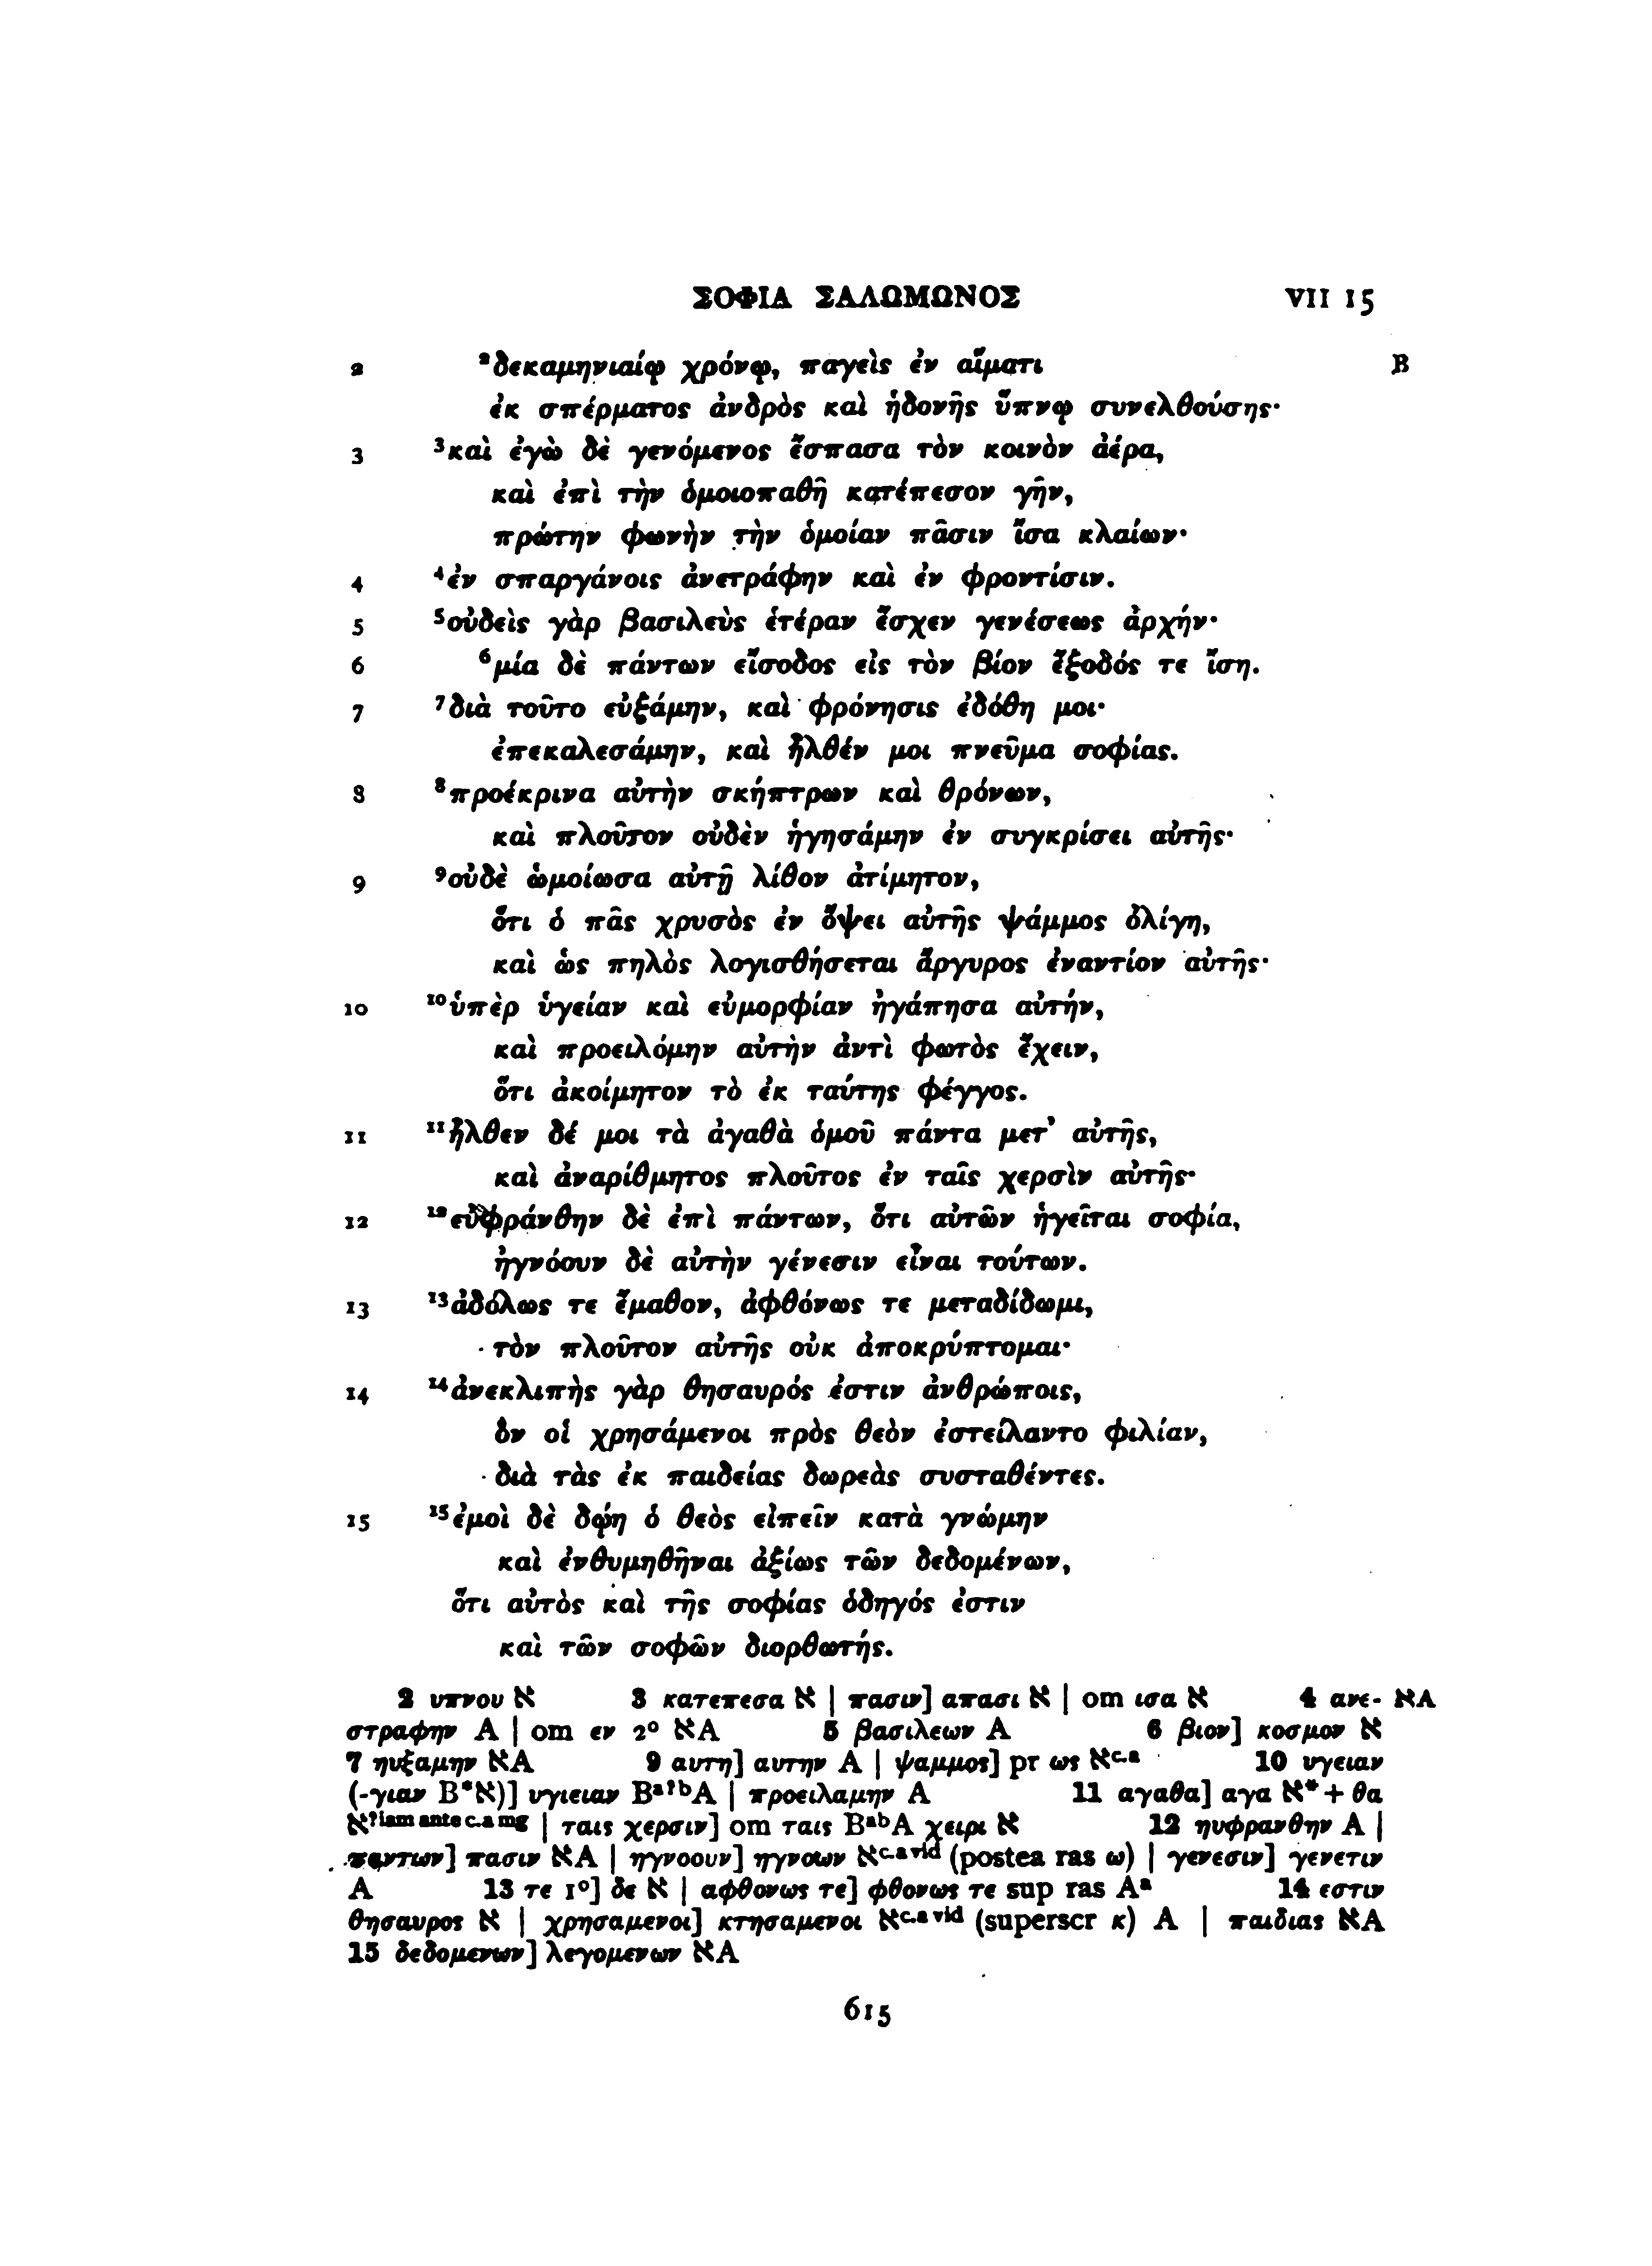 ΣΟΦΙΑ ΣΑΛΩΜΩΝΟΣ VII 15
2 ²δεκαμηνιαίῳ χρόνῳ, παγεὶς ἐν αἵματι B
ἐκ σπέρματος ἀνδρὸς καὶ ἡδονῆς ὕπνῳ συνελθούσης·
3 ³καὶ ἐγὼ δὲ γενόμενος ἔσπασα τὸν κοινὸν ἀέρα,
καὶ ἐπὶ τὴν ὁμοιοπαθῆ κατέπεσον γῆν,
πρώτην φωνὴν τὴν ὁμοίαν πᾶσιν ἴσα κλαίων·
4 ⁴ἐν σπαργάνοις ἀνετράφην καὶ ἐν φροντίσιν.
5 ⁵οὐδεὶς γὰρ βασιλεὺς ἑτέραν ἔσχεν γενέσεως ἀρχήν·
6 ⁶μία δὲ πάντων εἴσοδος εἰς τὸν βίον ἔξοδός τε ἴση.
7 ⁷διὰ τοῦτο εὐξάμην, καὶ φρόνησις ἐδόθη μοι·
ἐπεκαλεσάμην, καὶ ἦλθέν μοι πνεῦμα σοφίας.
8 ⁸προέκρινα αὐτὴν σκήπτρων καὶ θρόνων,
καὶ πλοῦτον οὐδὲν ἡγησάμην ἐν συγκρίσει αὐτῆς·
9 ⁹οὐδὲ ὡμοίωσα αὐτῇ λίθον ἀτίμητον,
ὅτι ὁ πᾶς χρυσὸς ἐν ὄψει αὐτῆς ψάμμος ὀλίγη,
καὶ ὡς πηλὸς λογισθήσεται ἄργυρος ἐναντίον αὐτῆς·
10 ¹⁰ὑπὲρ ὑγείαν καὶ εὐμορφίαν ἠγάπησα αὐτήν,
καὶ προειλόμην αὐτὴν ἀντὶ φωτὸς ἔχειν,
ὅτι ἀκοίμητον τὸ ἐκ ταύτης φέγγος.
11 ¹¹ἦλθεν δέ μοι τὰ ἀγαθὰ ὁμοῦ πάντα μετ' αὐτῆς,
καὶ ἀναρίθμητος πλοῦτος ἐν ταῖς χερσὶν αὐτῆς·
12 ¹²εὐφράνθην δὲ ἐπὶ πάντων, ὅτι αὐτῶν ἡγεῖται σοφία,
ἠγνόουν δὲ αὐτὴν γένεσιν εἶναι τούτων.
13 ¹³ἀδόλως τε ἔμαθον, ἀφθόνως τε μεταδίδωμι,
τὸν πλοῦτον αὐτῆς οὐκ ἀποκρύπτομαι·
14 ¹⁴ἀνεκλιπὴς γὰρ θησαυρός ἐστιν ἀνθρώποις,
ὃν οἱ χρησάμενοι πρὸς θεὸν ἐστείλαντο φιλίαν,
διὰ τὰς ἐκ παιδείας δωρεὰς συσταθέντες.
15 ¹⁵ἐμοὶ δὲ δῴη ὁ θεὸς εἰπεῖν κατὰ γνώμην
καὶ ἐνθυμηθῆναι ἀξίως τῶν δεδομένων,
ὅτι αὐτὸς καὶ τῆς σοφίας ὁδηγός ἐστιν
καὶ τῶν σοφῶν διορθωτής.
2 υπνου א 3 κατεπεσα א | πασιν] απασι א | om ισα א 4 ανε- אA
στραφην A | om εν 2° אA 5 βασιλεων A 6 βιον] κοσμον א
7 ηυξαμην אA 9 αυτη] αυτην A | ψαμμος] pr ως א^c.a 10 υγειαν
(-γιαν B*א)] υγιειαν B^a?b A | προειλαμην A 11 αγαθα] αγα א* + θα
א^?iam ante c.a mg | ταις χερσιν] om ταις B^ab A χειρι א 12 ηυφρανθην A |
παντων] πασιν אA | ηγνοουν] ηγνοων א^c.a vid (postea ras ω) | γενεσιν] γενετιν
A 13 τε 1°] δε א | αφθονως τε] φθονως τε sup ras A^a 14 εστιν
θησαυρος א | χρησαμενοι] κτησαμενοι א^c.a vid (superscr κ) A | παιδιας אA
15 δεδομενων] λεγομενων אA
615